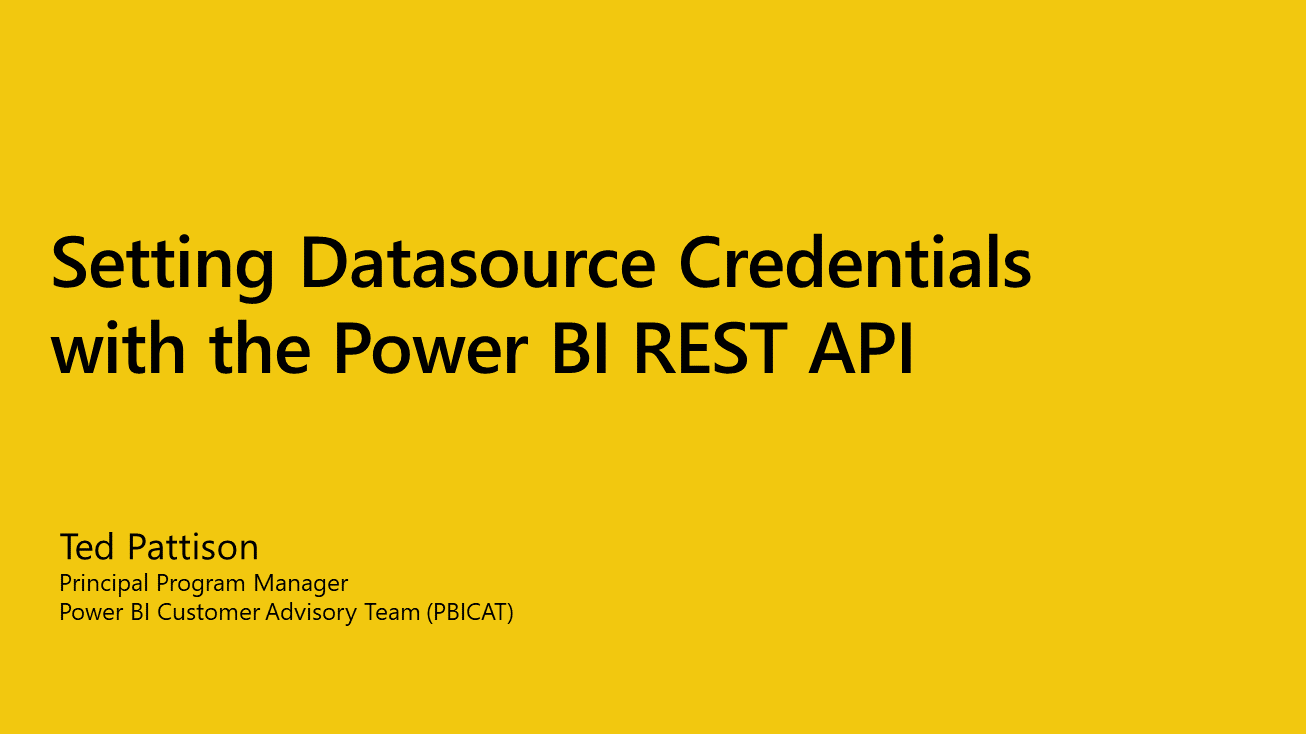 Setting Datasource Credentials
with the Power BI REST API
Ted Pattison
Principal Program Manager
Power BI Customer Advisory Team (PBICAT)